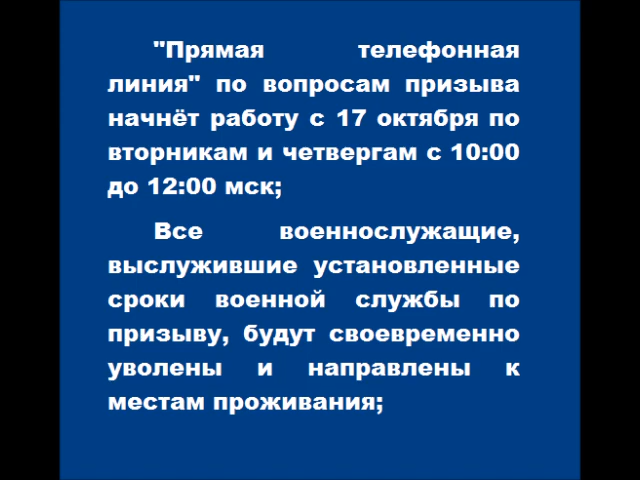 "Прямая телефонная
линия" по вопросам призыва
начнёт работу с 17 октября по
вторникам и четвергам с 10:00
до 12:00 мск;
Все военнослужащие,
выслужившие установленные
сроки военной службы по
призыву, будут своевременно
уволены и направлены к
местам проживания;